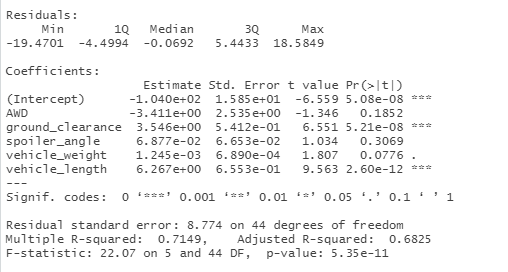 Residuals:
     Min       1Q   Median       3Q      Max
-19.4701  -4.4994  -0.0692   5.4433  18.5849

Coefficients:
                   Estimate Std. Error t value Pr(>|t|)
(Intercept)      -1.040e+02  1.585e+01  -6.559 5.08e-08 ***
AWD              -3.411e+00  2.535e+00  -1.346   0.1852
ground_clearance  3.546e+00  5.412e-01   6.551 5.21e-08 ***
spoiler_angle     6.877e-02  6.653e-02   1.034   0.3069
vehicle_weight    1.245e-03  6.890e-04   1.807   0.0776 .
vehicle_length    6.267e+00  6.553e-01   9.563 2.60e-12 ***
---
Signif. codes:  0 ‘***’ 0.001 ‘**’ 0.01 ‘*’ 0.05 ‘.’ 0.1 ‘ ’ 1

Residual standard error: 8.774 on 44 degrees of freedom
Multiple R-squared:  0.7149,    Adjusted R-squared:  0.6825
F-statistic: 22.07 on 5 and 44 DF,  p-value: 5.35e-11